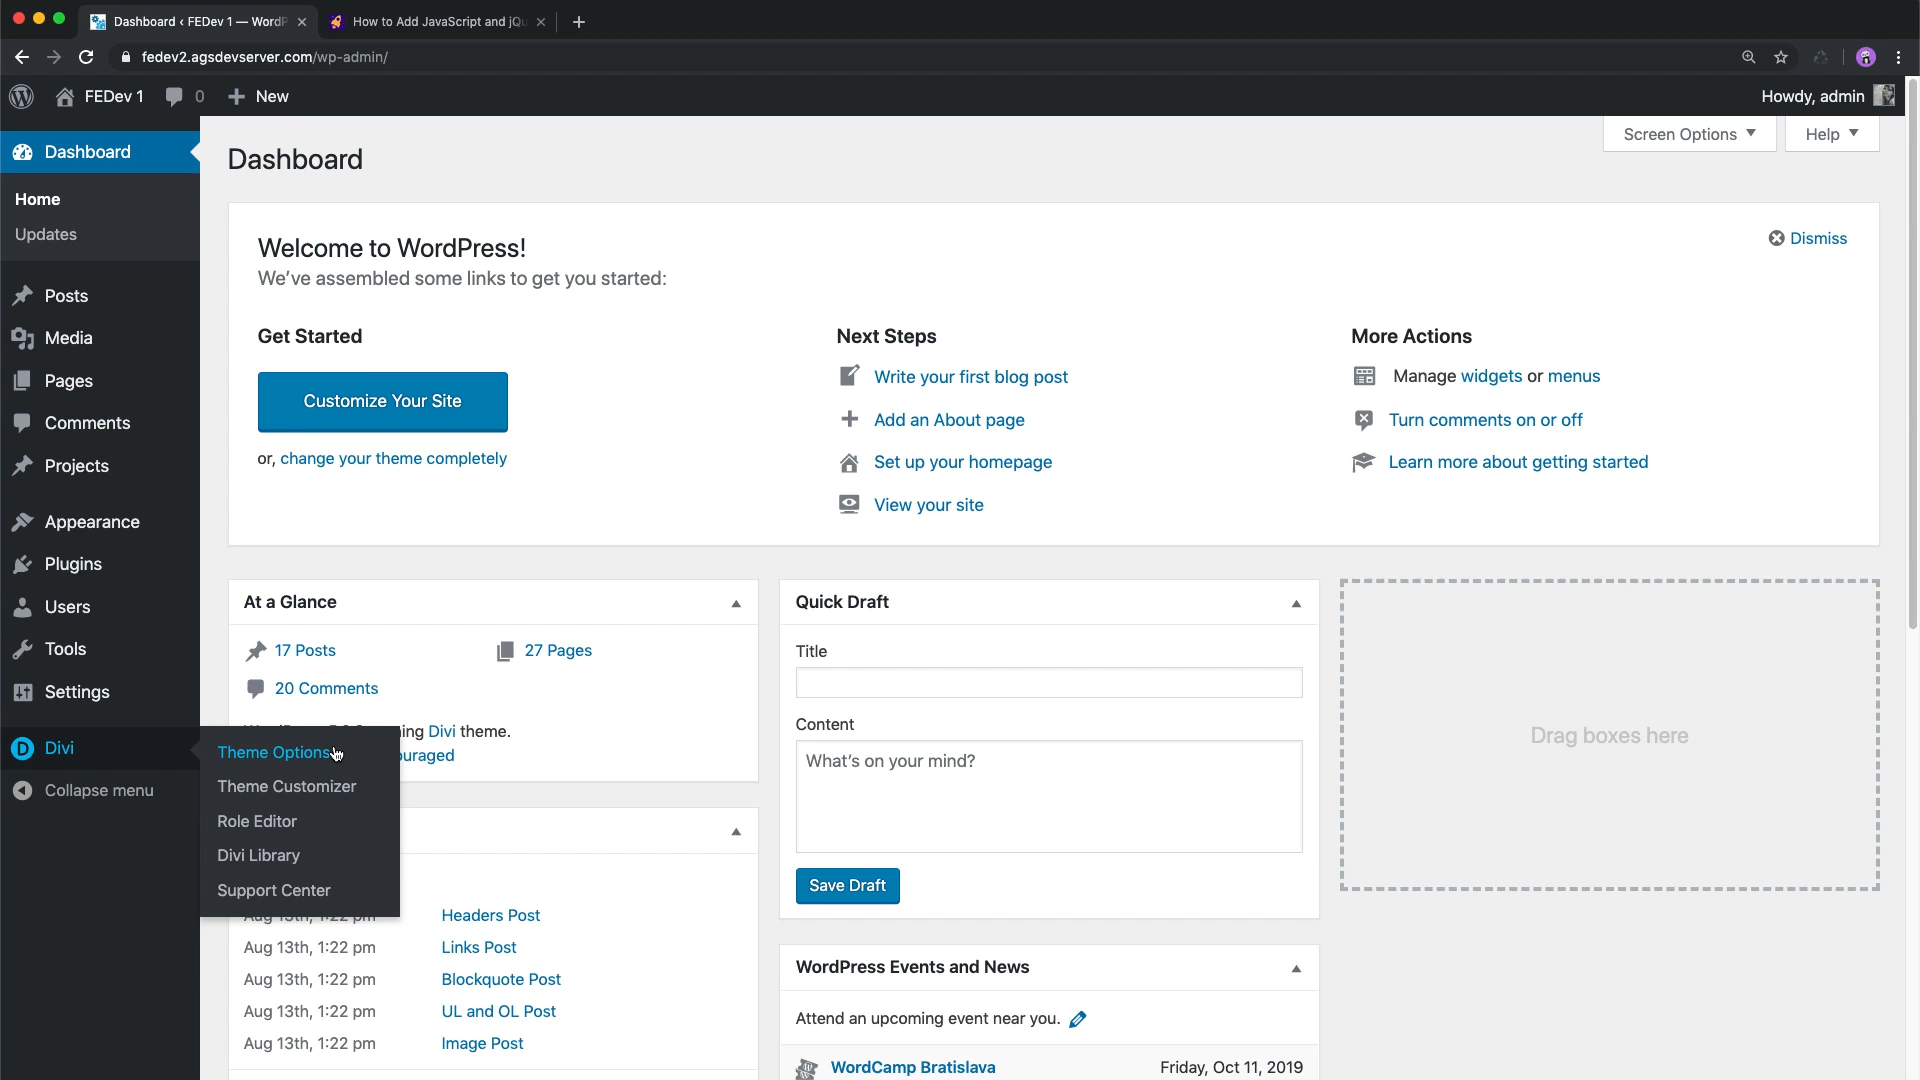 Dashboard ‹ FEDev 1 — WordP
How to Add JavaScript and jQu
fedev2.agsdevserver.com/wp-admin/
FEDev 1
0
New
Howdy, admin
Dashboard
Home
Updates
Posts
Media
Pages
Comments
Projects
Appearance
Plugins
Users
Tools
Settings
Divi
Collapse menu
Theme Options
Theme Customizer
Role Editor
Divi Library
Support Center
Dashboard
Screen Options
Help
Welcome to WordPress!
We've assembled some links to get you started:
Dismiss
Get Started
Customize Your Site
or, change your theme completely
Next Steps
Write your first blog post
Add an About page
Set up your homepage
View your site
More Actions
Manage widgets or menus
Turn comments on or off
Learn more about getting started
At a Glance
17 Posts
27 Pages
20 Comments
Divi theme.
Aug 13th, 1:22 pm
Headers Post
Aug 13th, 1:22 pm
Links Post
Aug 13th, 1:22 pm
Blockquote Post
Aug 13th, 1:22 pm
UL and OL Post
Aug 13th, 1:22 pm
Image Post
Quick Draft
Title
Content
What's on your mind?
Save Draft
WordPress Events and News
Attend an upcoming event near you.
WordCamp Bratislava
Friday, Oct 11, 2019
Drag boxes here